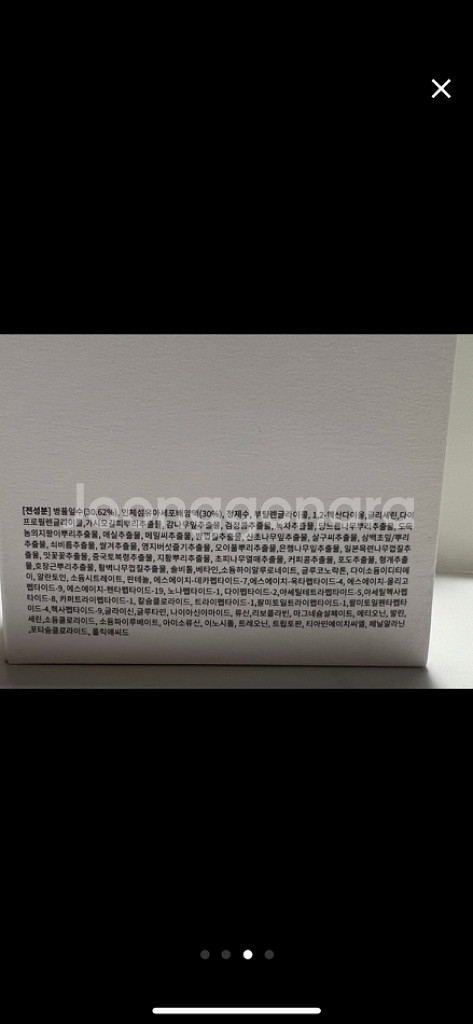 joonggonara
[전성분] 병풀잎수(30.62%), 인체섬유아세포배양액(30%), 정제수, 부틸렌글라이콜, 1,2-헥산다이올,글리세린,다이
프로필렌글라이콜,가시오갈피뿌리추출물, 감나무잎추출물, 검정콩추출물, 녹차추출물, 당느릅나무뿌리추출물, 도둑
놈의지팡이뿌리추출물, 매실추출물, 메밀씨추출물, 산초나무잎추출물, 살구씨추출물, 삼백초잎/뿌리
추출물, 쇠비름추출물, 쌀겨추출물, 영지버섯줄기추출물, 오이풀뿌리추출물,은행나무잎추출물, 일본목련나무껍질추
출물, 잇꽃꽃추출물, 중국토복령추출물, 지황뿌리추출물, 초피나무열매추출물, 커피콩추출물, 포도추출물, 형개추출
물,호장근뿌리추출물, 황벽나무껍질추출물, 솔비톨,베타인,소듐하이알루로네이트, 글루코노락톤, 다이소듐이디티에
이, 알란토인, 소듐시트레이트, 판테놀, 에스에이치-데카펩타이드-7,에스에이치-옥타펩타이드-4, 에스에이치-올리고
펩타이드-9, 에스에이치-펜타펩타이드-19, 노나펩타이드-1, 다이펩타이드-2,아세틸테트라펩타이드-5,아세틸헥사펩
타이드-8, 카퍼트라이펩타이드-1, 칼슘클로라이드, 트라이펩타이드-1,팔미토일트라이펩타이드-1,팔미토일펜타펩타
이드-4,헥사펩타이드-9,글라이신,글루타민, 나이아신아마이드, 류신,리보플라빈, 마그네슘설페이트, 메티오닌, 발린,
세린,소듐클로라이드, 소듐파이루베이트, 아이소류신, 이노시톨, 트레오닌, 트립토판, 티아민에이치씨엘, 페닐알라닌
,포타슘클로라이드, 폴릭애씨드